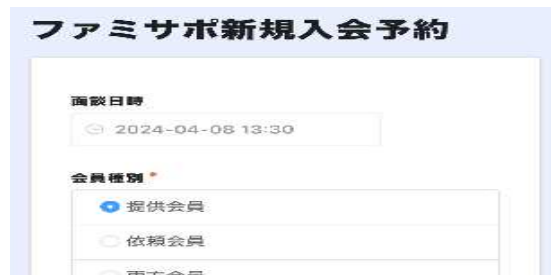 ファミサポ新規入会予約
面談日時
2024-04-08 13:30
会員種別 *
提供会員
依頼会員